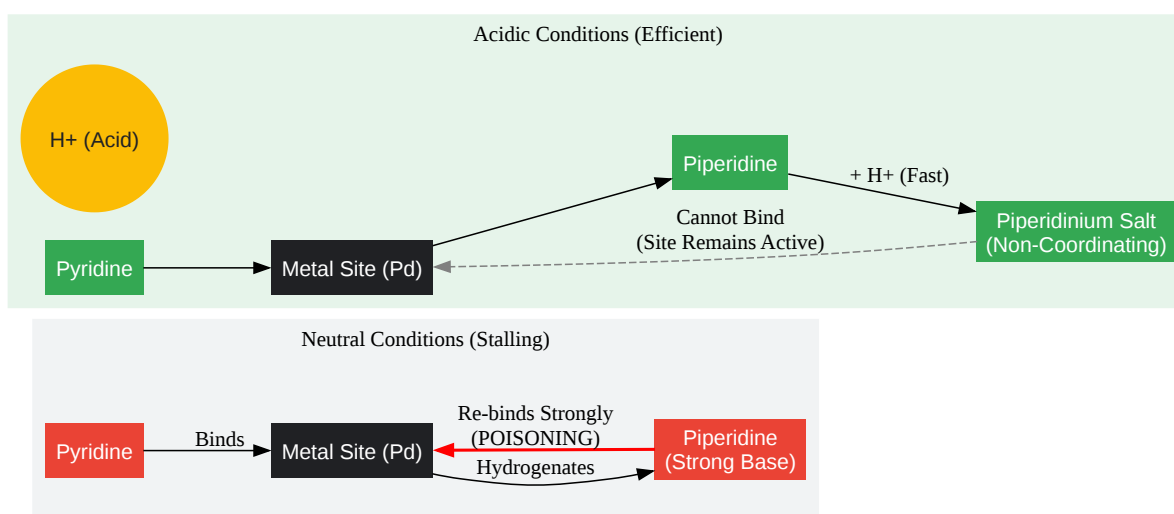 Acidic Conditions (Efficient)
H+ (Acid)
Piperidine
+ H+ (Fast)
Cannot Bind
(Site Remains Active)
Piperidinium Salt
(Non-Coordinating)
Pyridine
Metal Site (Pd)
Neutral Conditions (Stalling)
Pyridine
Binds
Metal Site (Pd)
Re-binds Strongly
(POISONING)
Hydrogenates
Piperidine
(Strong Base)